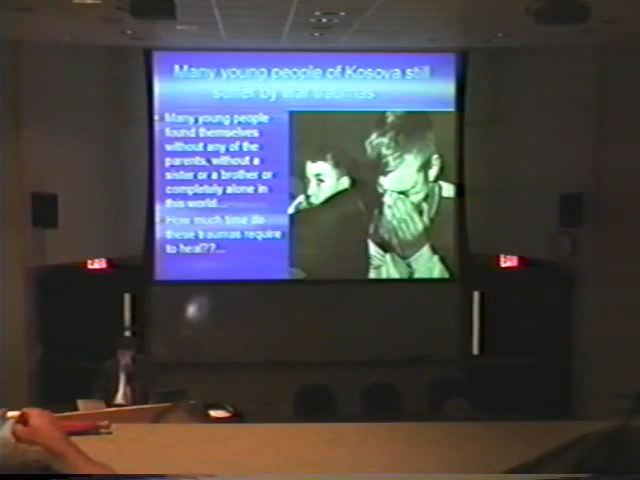 Many young people of Kosova still
suffer by war traumas
Many young people
found themselves
without any of the
parents, without a
sister or a brother or
completely alone in
this world...
How much time do
these traumas require
to heal??...
EXIT
EXIT